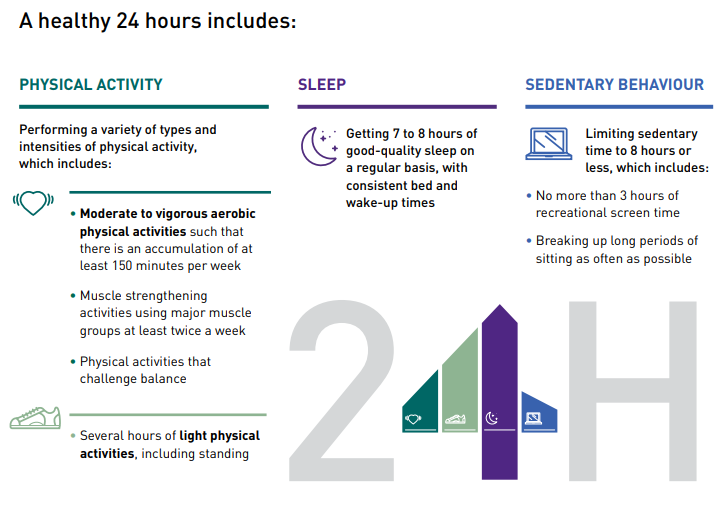 A healthy 24 hours includes:
PHYSICAL ACTIVITY
Performing a variety of types and
intensities of physical activity,
which includes:
• Moderate to vigorous aerobic
physical activities such that
there is an accumulation of at
least 150 minutes per week
• Muscle strengthening
activities using major muscle
groups at least twice a week
• Physical activities that
challenge balance
• Several hours of light physical
activities, including standing
SLEEP
Getting 7 to 8 hours of
good-quality sleep on
a regular basis, with
consistent bed and
wake-up times
SEDENTARY BEHAVIOUR
Limiting sedentary
time to 8 hours or
less, which includes:
• No more than 3 hours of
recreational screen time
• Breaking up long periods of
sitting as often as possible
24H